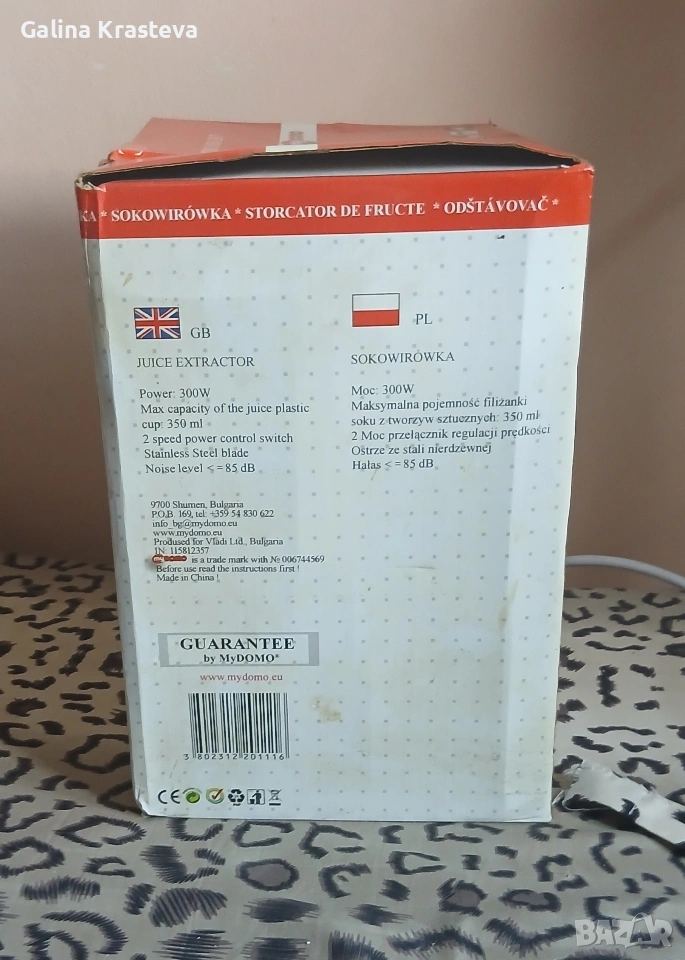 Galina Krasteva
KA * SOKOWIRÓWKA * STORCATOR DE FRUCTE * ODŠTÁVOVAČ *
GB
JUICE EXTRACTOR
Power: 300W
Max capacity of the juice plastic
cup: 350 ml
2 speed power control switch
Stainless Steel blade
Noise level <= 85 dB
PL
SOKOWIRÓWKA
Moc: 300W
Maksymalna pojemność filiżanki
soku z tworzyw sztucznych: 350 ml
2 Moc przełącznik regulacji prędkości
Ostrze ze stali nierdzewnej
Hałas <= 85 dB
9700 Shumen, Bulgaria
P.O.B. 169, tel: +359 54 830 622
info_bg@mydomo.eu
www.mydomo.eu
Prodused for Vladi Ltd., Bulgaria
IN: 115812357
myDOMO is a trade mark with № 006744569
Before use read the instructions first !
Made in China !
GUARANTEE
by MyDOMO®
www.mydomo.eu
3 802312 201116
CE
BAZAR